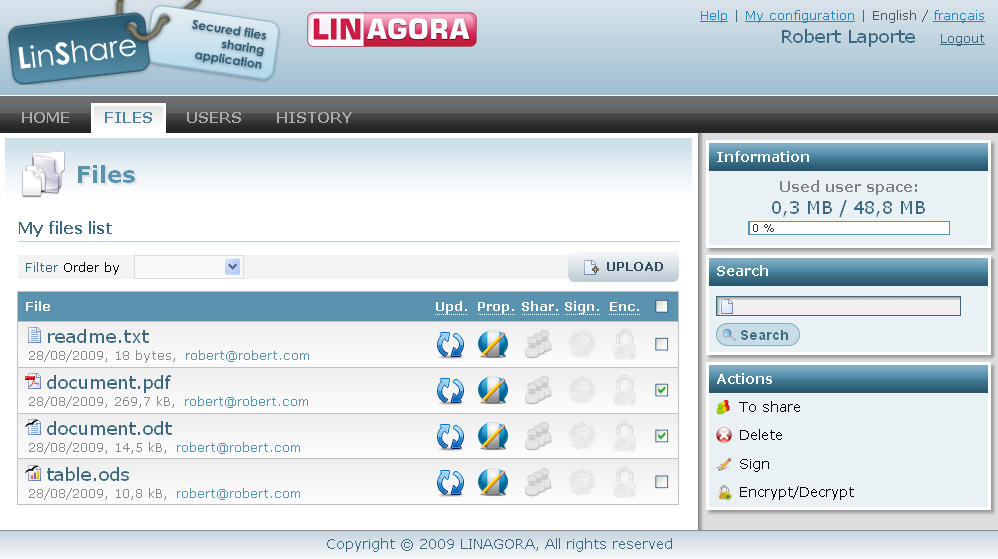 LinShare
Secured files
sharing
application
LINAGORA
Help | My configuration | English / français
Robert Laporte Logout
HOME FILES USERS HISTORY
Files
My files list
Filter Order by
UPLOAD
File Upd. Prop. Shar. Sign. Enc.
readme.txt
28/08/2009, 18 bytes, robert@robert.com
document.pdf
28/08/2009, 269,7 kB, robert@robert.com
document.odt
28/08/2009, 14,5 kB, robert@robert.com
table.ods
28/08/2009, 10,8 kB, robert@robert.com
Information
Used user space:
0,3 MB / 48,8 MB
0 %
Search
Search
Actions
To share
Delete
Sign
Encrypt/Decrypt
Copyright © 2009 LINAGORA, All rights reserved